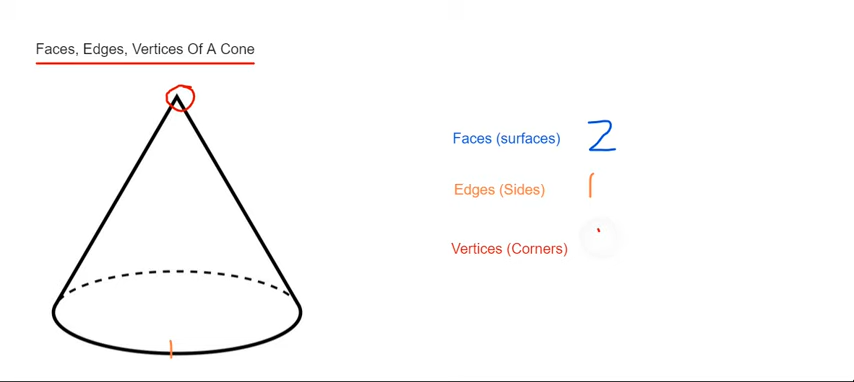 Faces, Edges, Vertices Of A Cone
Faces (surfaces) 2
Edges (Sides) 1
Vertices (Corners)